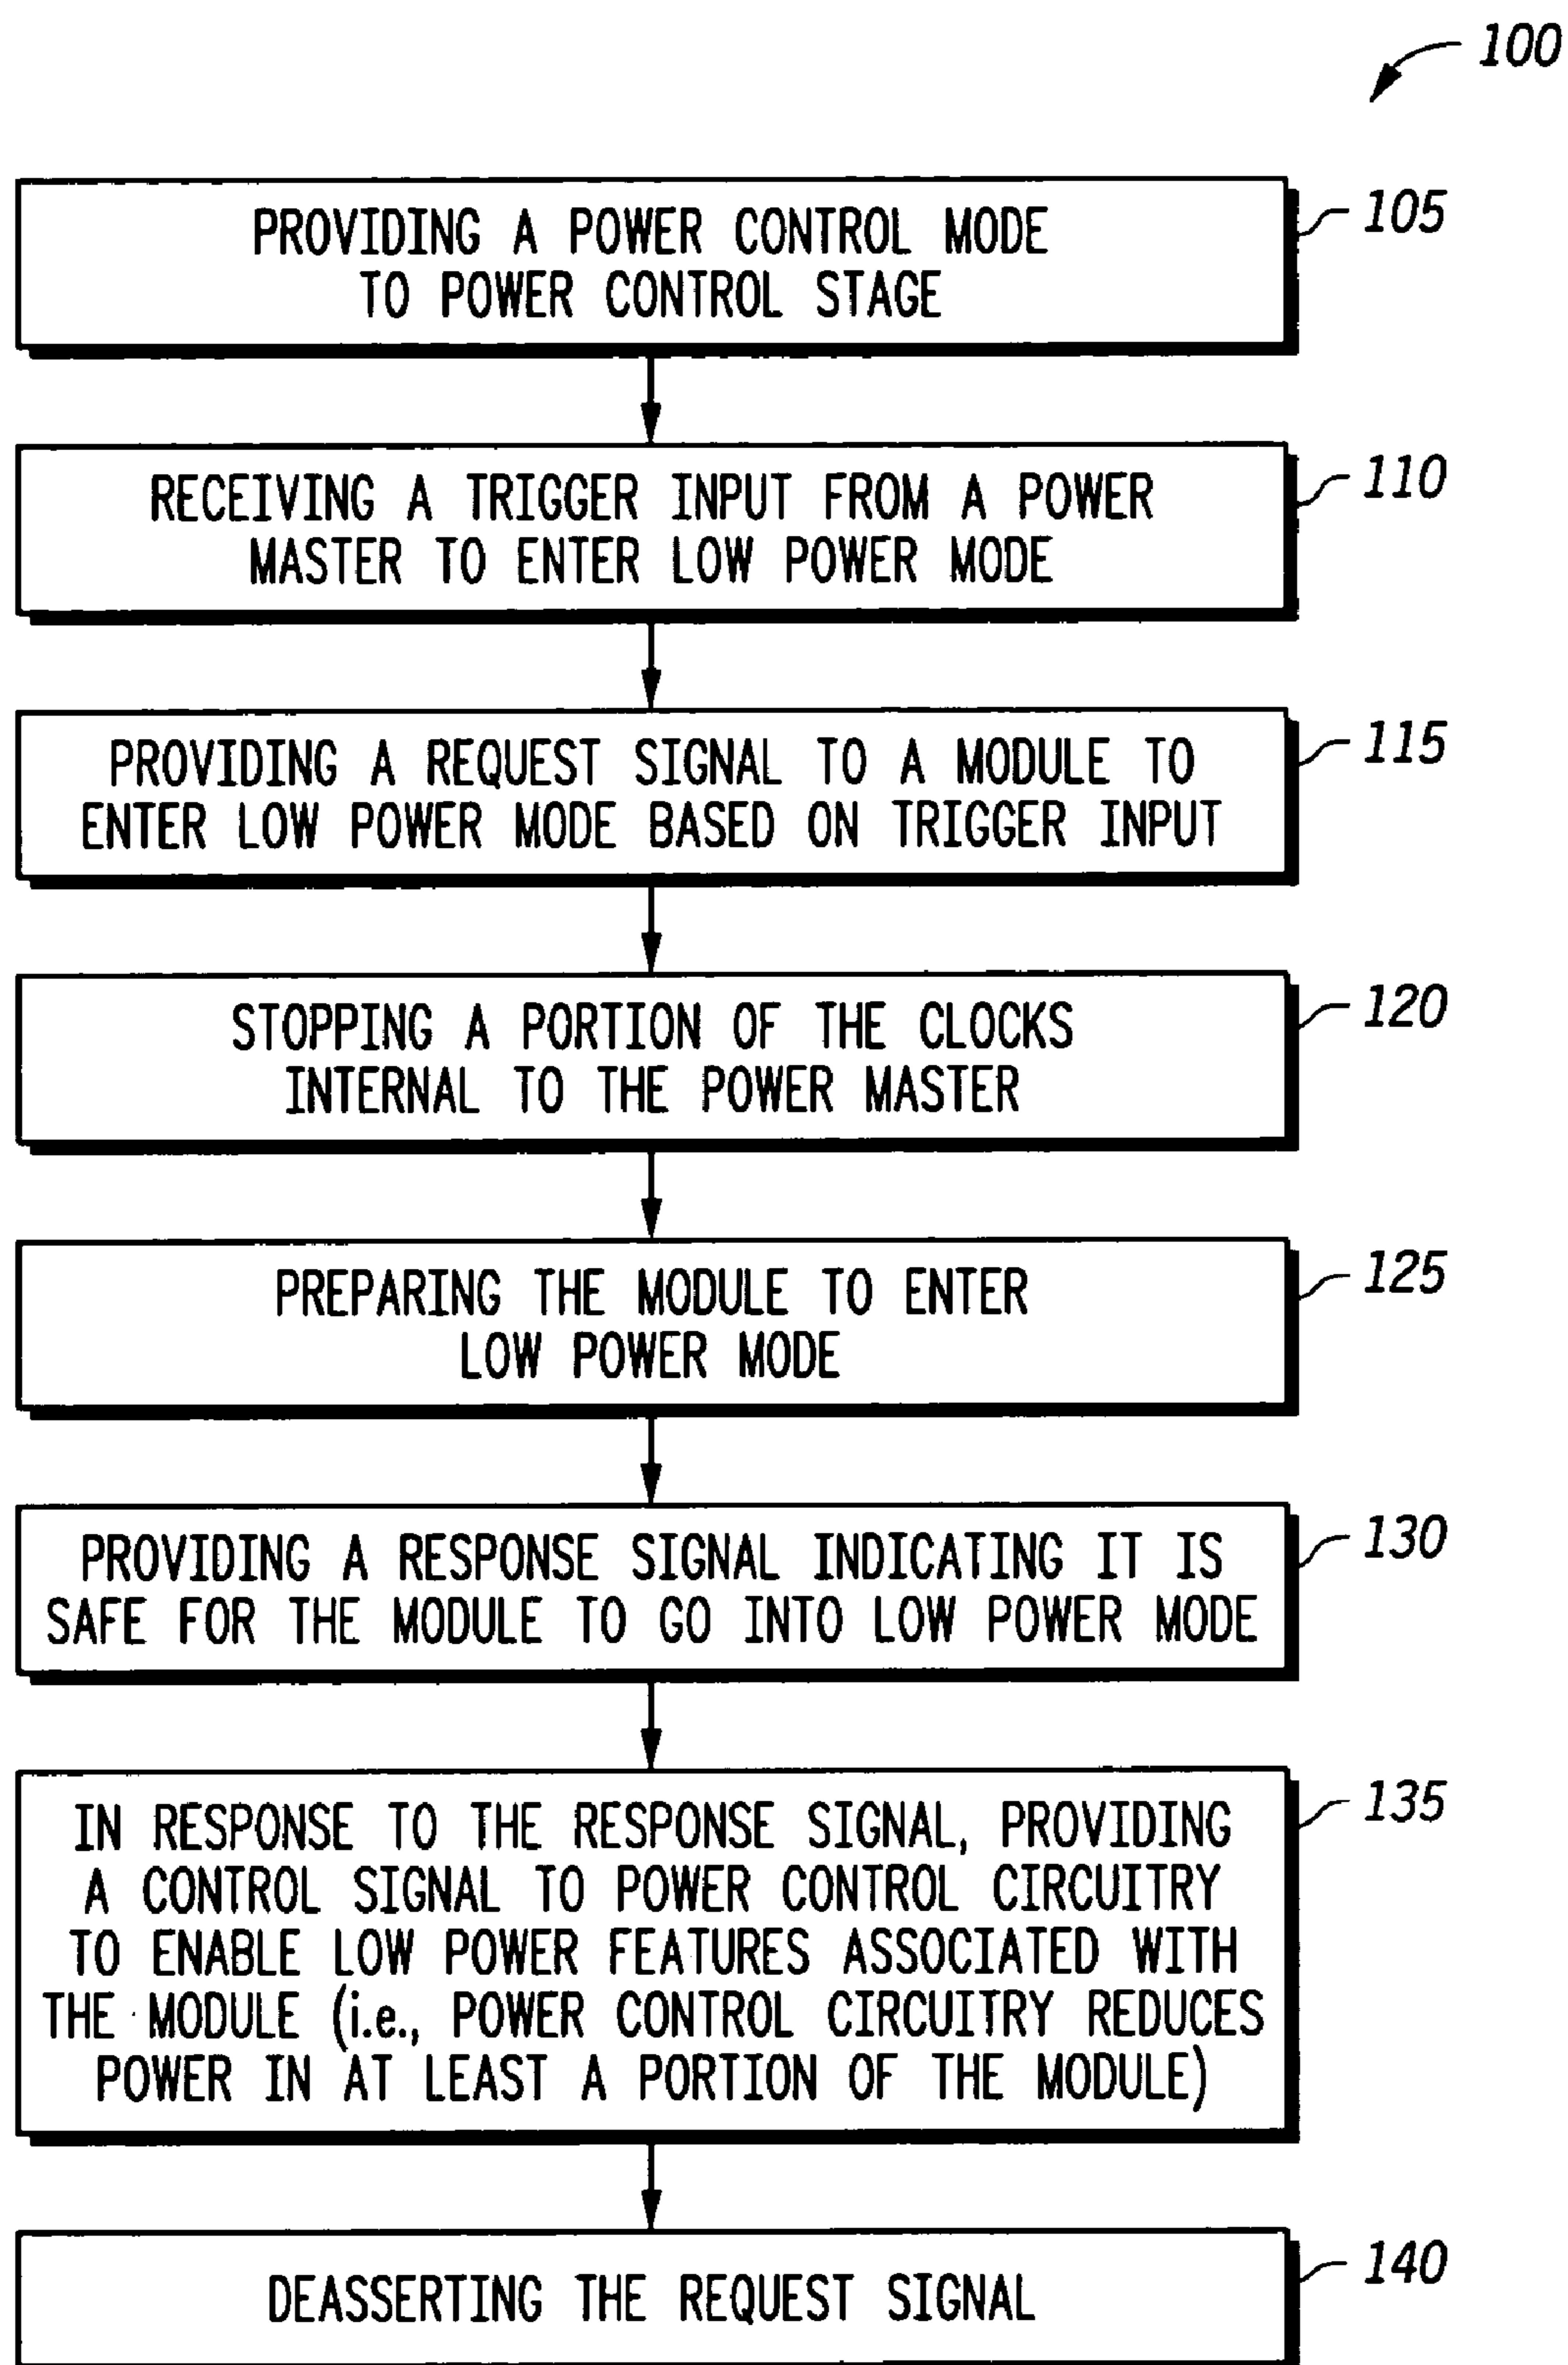 100
PROVIDING A POWER CONTROL MODE
TO POWER CONTROL STAGE
105
RECEIVING A TRIGGER INPUT FROM A POWER
MASTER TO ENTER LOW POWER MODE
110
PROVIDING A REQUEST SIGNAL TO A MODULE TO
ENTER LOW POWER MODE BASED ON TRIGGER INPUT
115
STOPPING A PORTION OF THE CLOCKS
INTERNAL TO THE POWER MASTER
120
PREPARING THE MODULE TO ENTER
LOW POWER MODE
125
PROVIDING A RESPONSE SIGNAL INDICATING IT IS
SAFE FOR THE MODULE TO GO INTO LOW POWER MODE
130
IN RESPONSE TO THE RESPONSE SIGNAL, PROVIDING
A CONTROL SIGNAL TO POWER CONTROL CIRCUITRY
TO ENABLE LOW POWER FEATURES ASSOCIATED WITH
THE MODULE (i.e., POWER CONTROL CIRCUITRY REDUCES
POWER IN AT LEAST A PORTION OF THE MODULE)
135
DEASSERTING THE REQUEST SIGNAL
140